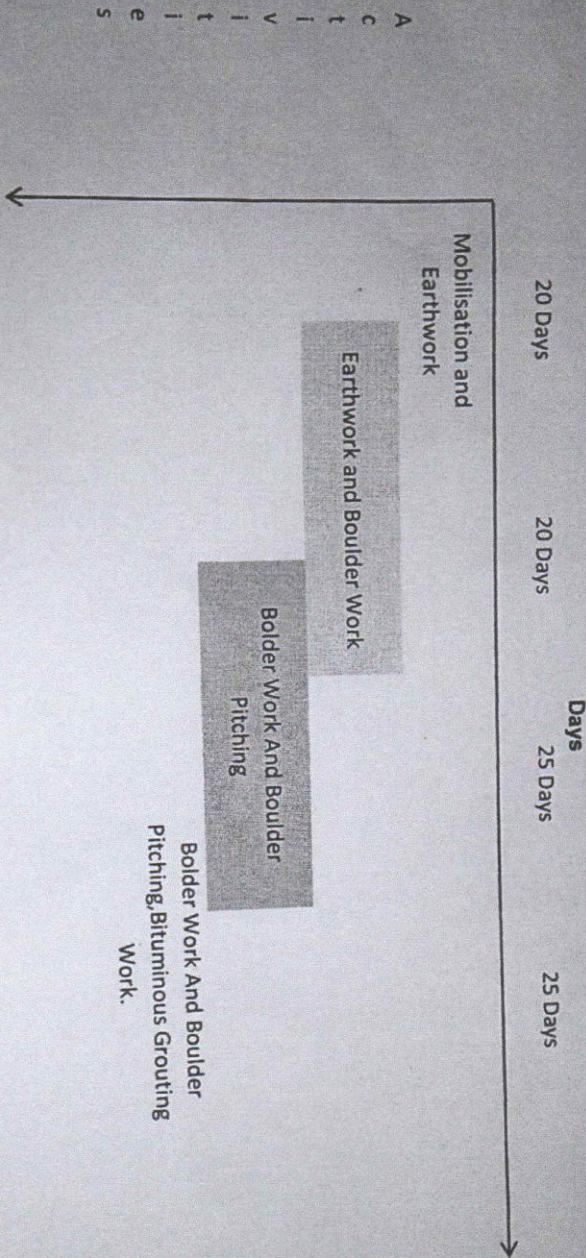 Days
20 Days 20 Days 25 Days 25 Days
Activities
Mobilisation and
Earthwork
Earthwork and Boulder Work
Bolder Work And Boulder
Pitching
Bolder Work And Boulder
Pitching,Bituminous Grouting
Work.